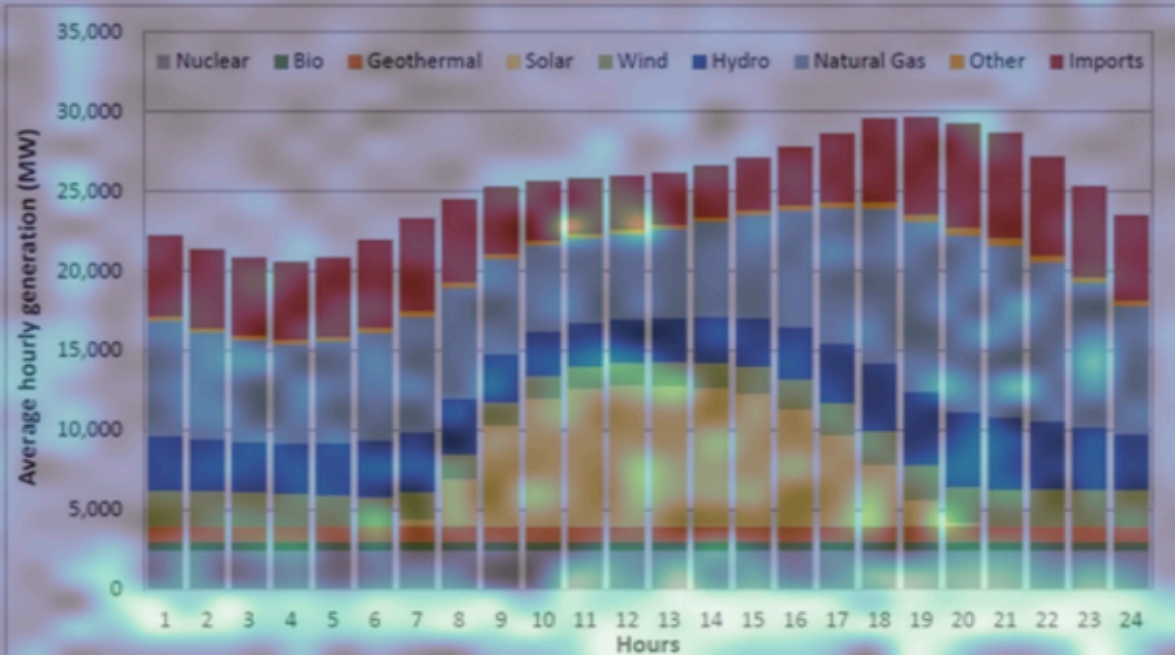 35,000
Nuclear Bio Geothermal Solar Wind Hydro Natural Gas Other Imports
30,000
25,000
20,000
15,000
10,000
5,000
0
Average hourly generation (MW)
1 2 3 4 5 6 7 8 9 10 11 12 13 14 15 16 17 18 19 20 21 22 23 24
Hours